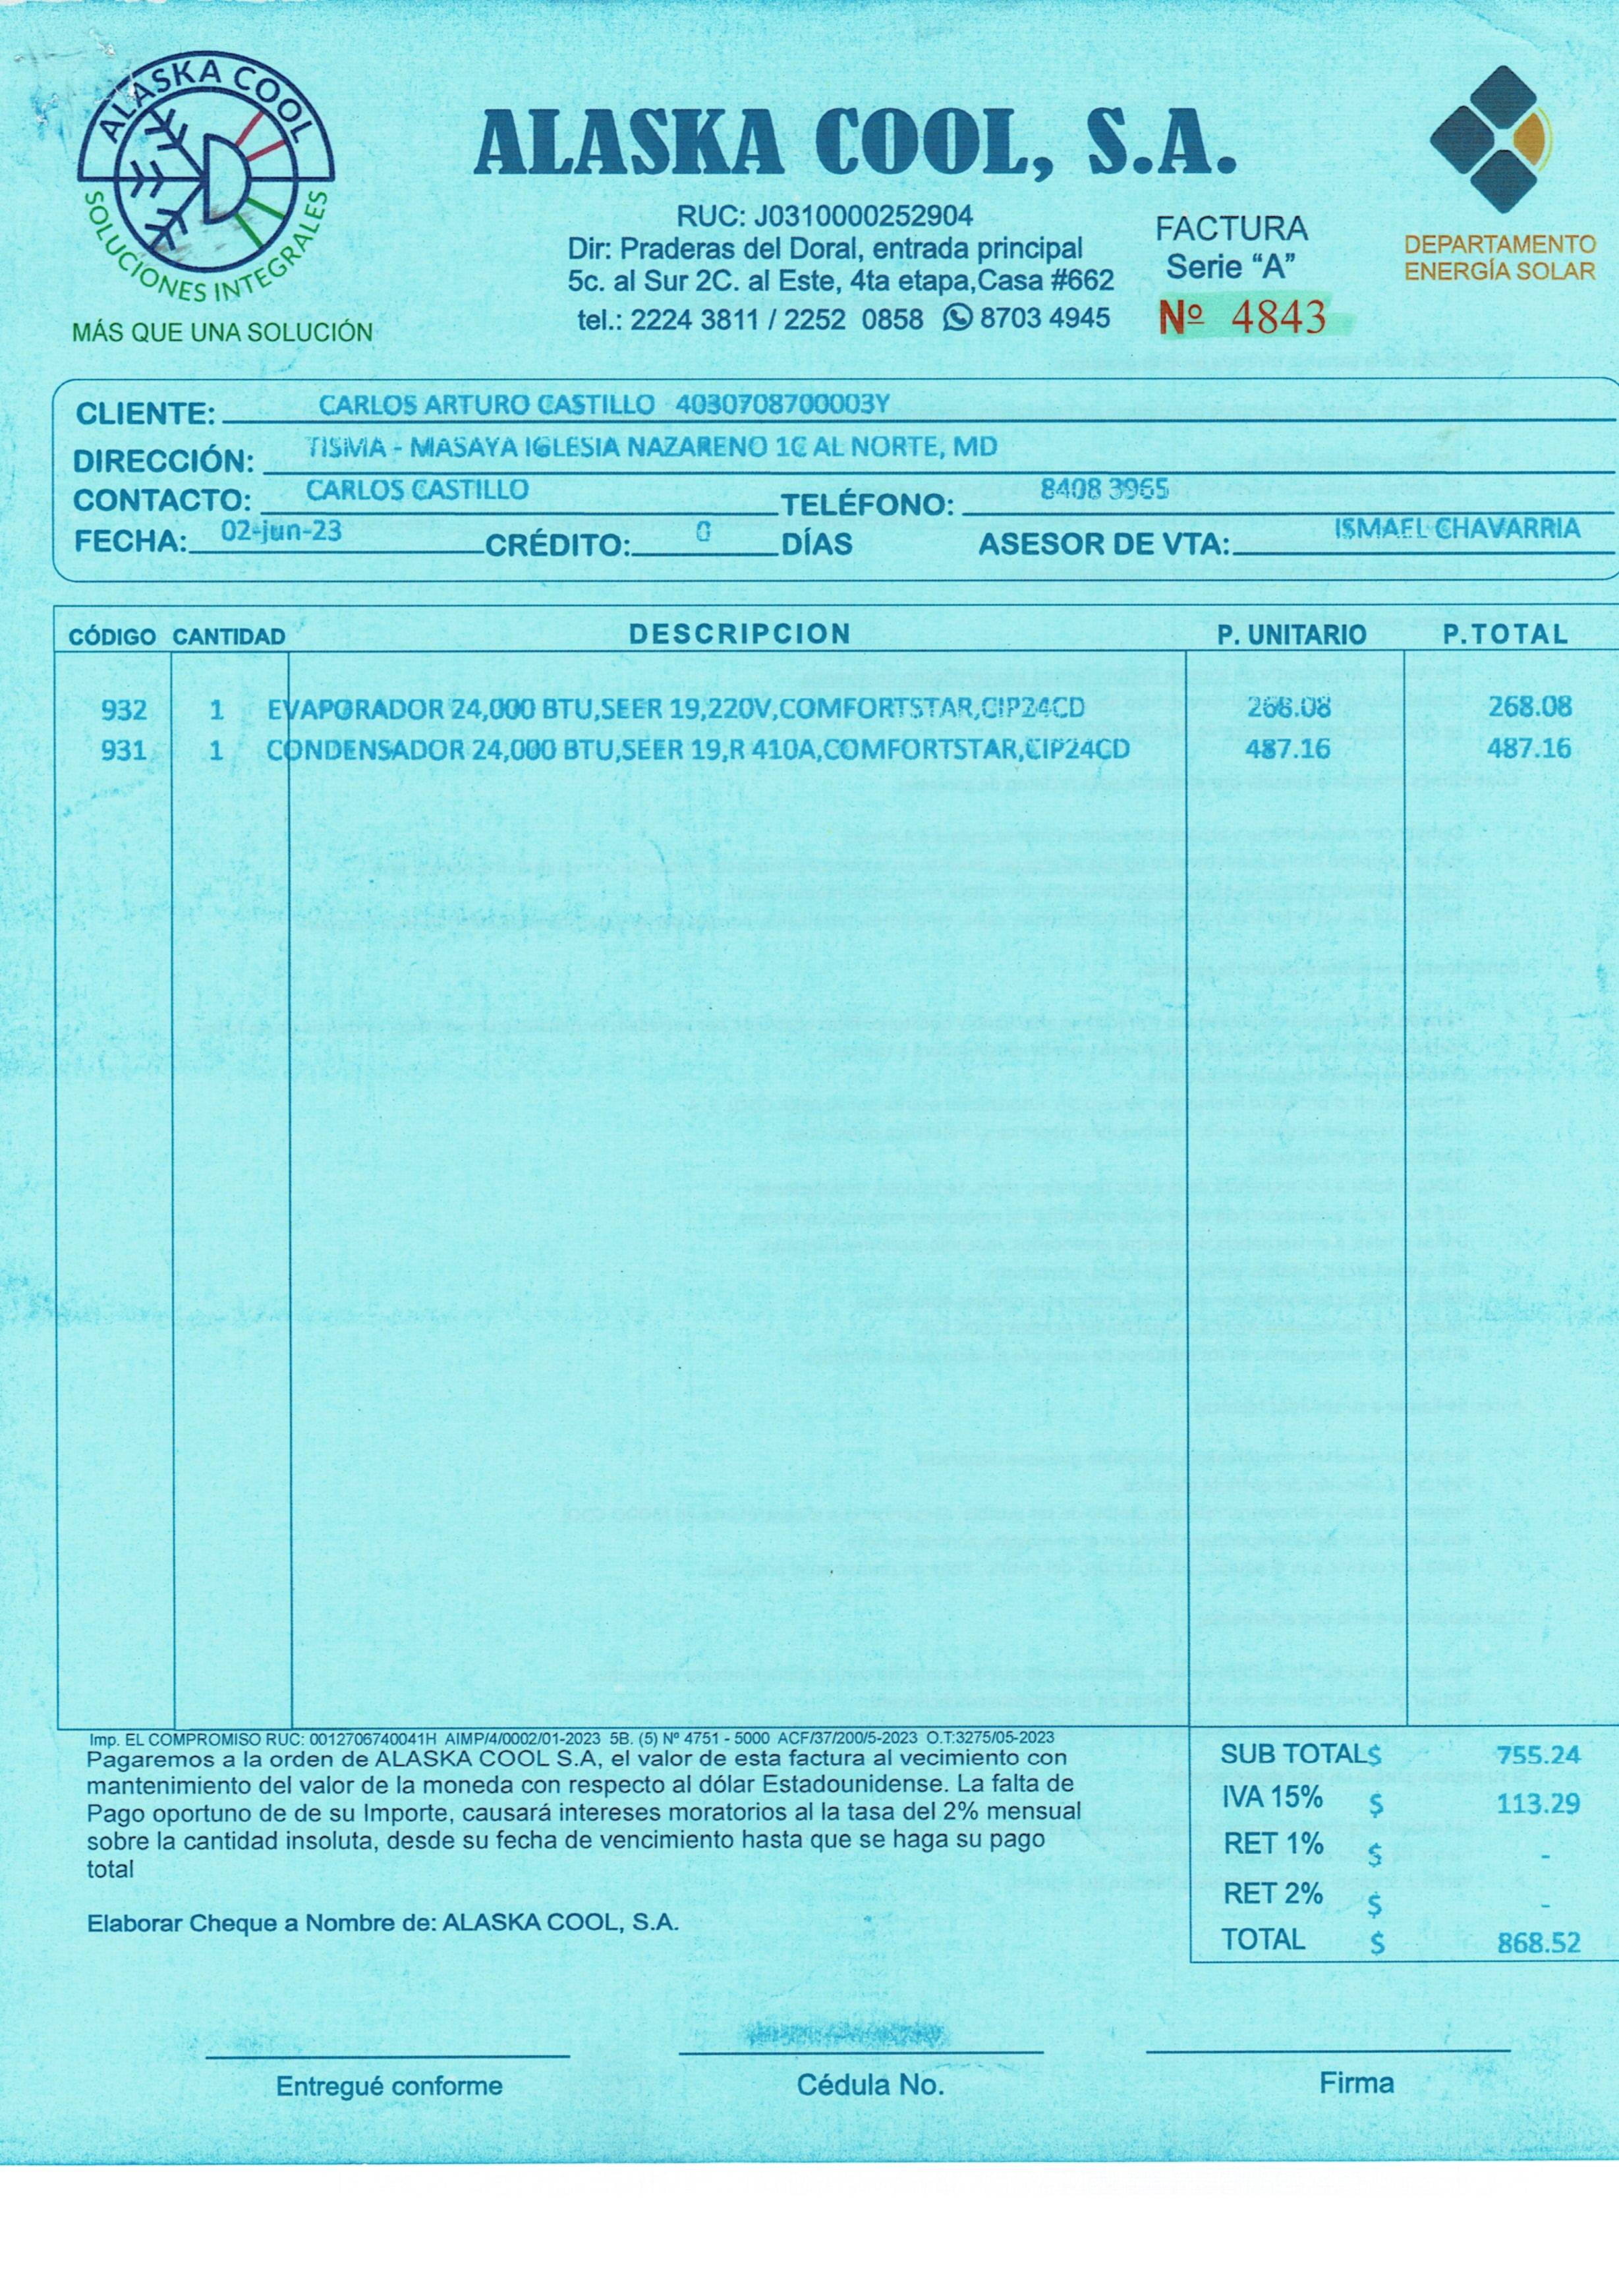 ALASKA COOL
SOLUCIONES INTEGRALES
MÁS QUE UNA SOLUCIÓN
ALASKA COOL, S.A.
RUC: J0310000252904
Dir: Praderas del Doral, entrada principal
5c. al Sur 2C. al Este, 4ta etapa,Casa #662
tel.: 2224 3811 / 2252 0858 8703 4945
FACTURA
Serie “A”
Nº 4843
DEPARTAMENTO
ENERGÍA SOLAR
CLIENTE: CARLOS ARTURO CASTILLO 4030708700003Y
DIRECCIÓN: TISMA - MASAYA IGLESIA NAZARENO 1C AL NORTE, MD
CONTACTO: CARLOS CASTILLO TELÉFONO: 8408 3965
FECHA: 02-jun-23 CRÉDITO: 0 DÍAS ASESOR DE VTA: ISMAEL CHAVARRIA
CÓDIGO CANTIDAD DESCRIPCION P. UNITARIO P.TOTAL
932 1 EVAPORADOR 24,000 BTU,SEER 19,220V,COMFORTSTAR,CIP24CD 268.08 268.08
931 1 CONDENSADOR 24,000 BTU,SEER 19,R 410A,COMFORTSTAR,CIP24CD 487.16 487.16
Imp. EL COMPROMISO RUC: 0012706740041H AIMP/4/0002/01-2023 5B. (5) Nº 4751 - 5000 ACF/37/200/5-2023 O.T:3275/05-2023
Pagaremos a la orden de ALASKA COOL S.A, el valor de esta factura al vecimiento con
mantenimiento del valor de la moneda con respecto al dólar Estadounidense. La falta de
Pago oportuno de de su Importe, causará intereses moratorios al la tasa del 2% mensual
sobre la cantidad insoluta, desde su fecha de vencimiento hasta que se haga su pago
total
Elaborar Cheque a Nombre de: ALASKA COOL, S.A.
SUB TOTAL $ 755.24
IVA 15% $ 113.29
RET 1% $ -
RET 2% $ -
TOTAL $ 868.52
Entregué conforme
Cédula No.
Firma